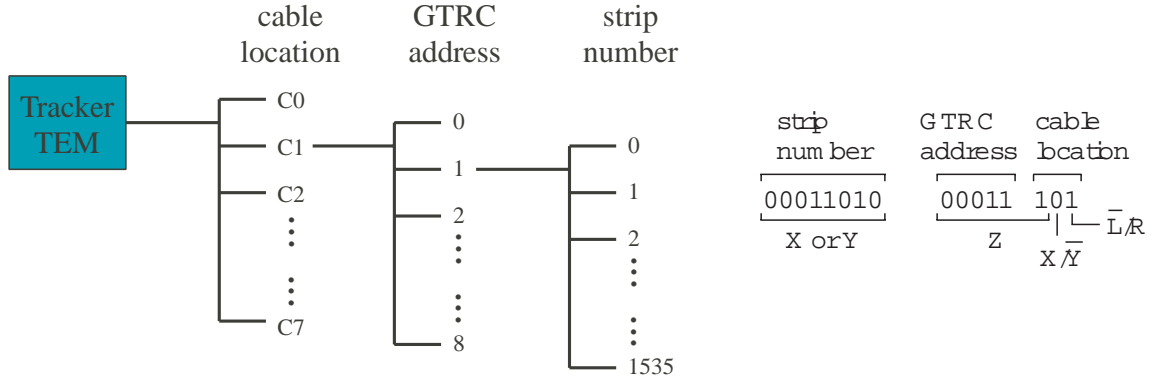 cable
location
GTRC
address
strip
number
Tracker
TEM
C0
C1
C2
C7
0
1
2
8
0
1
2
1535
strip
number
GTRC
address
cable
location
00011010
00011
101
X or Y
Z
X/Y̅
L̅/R